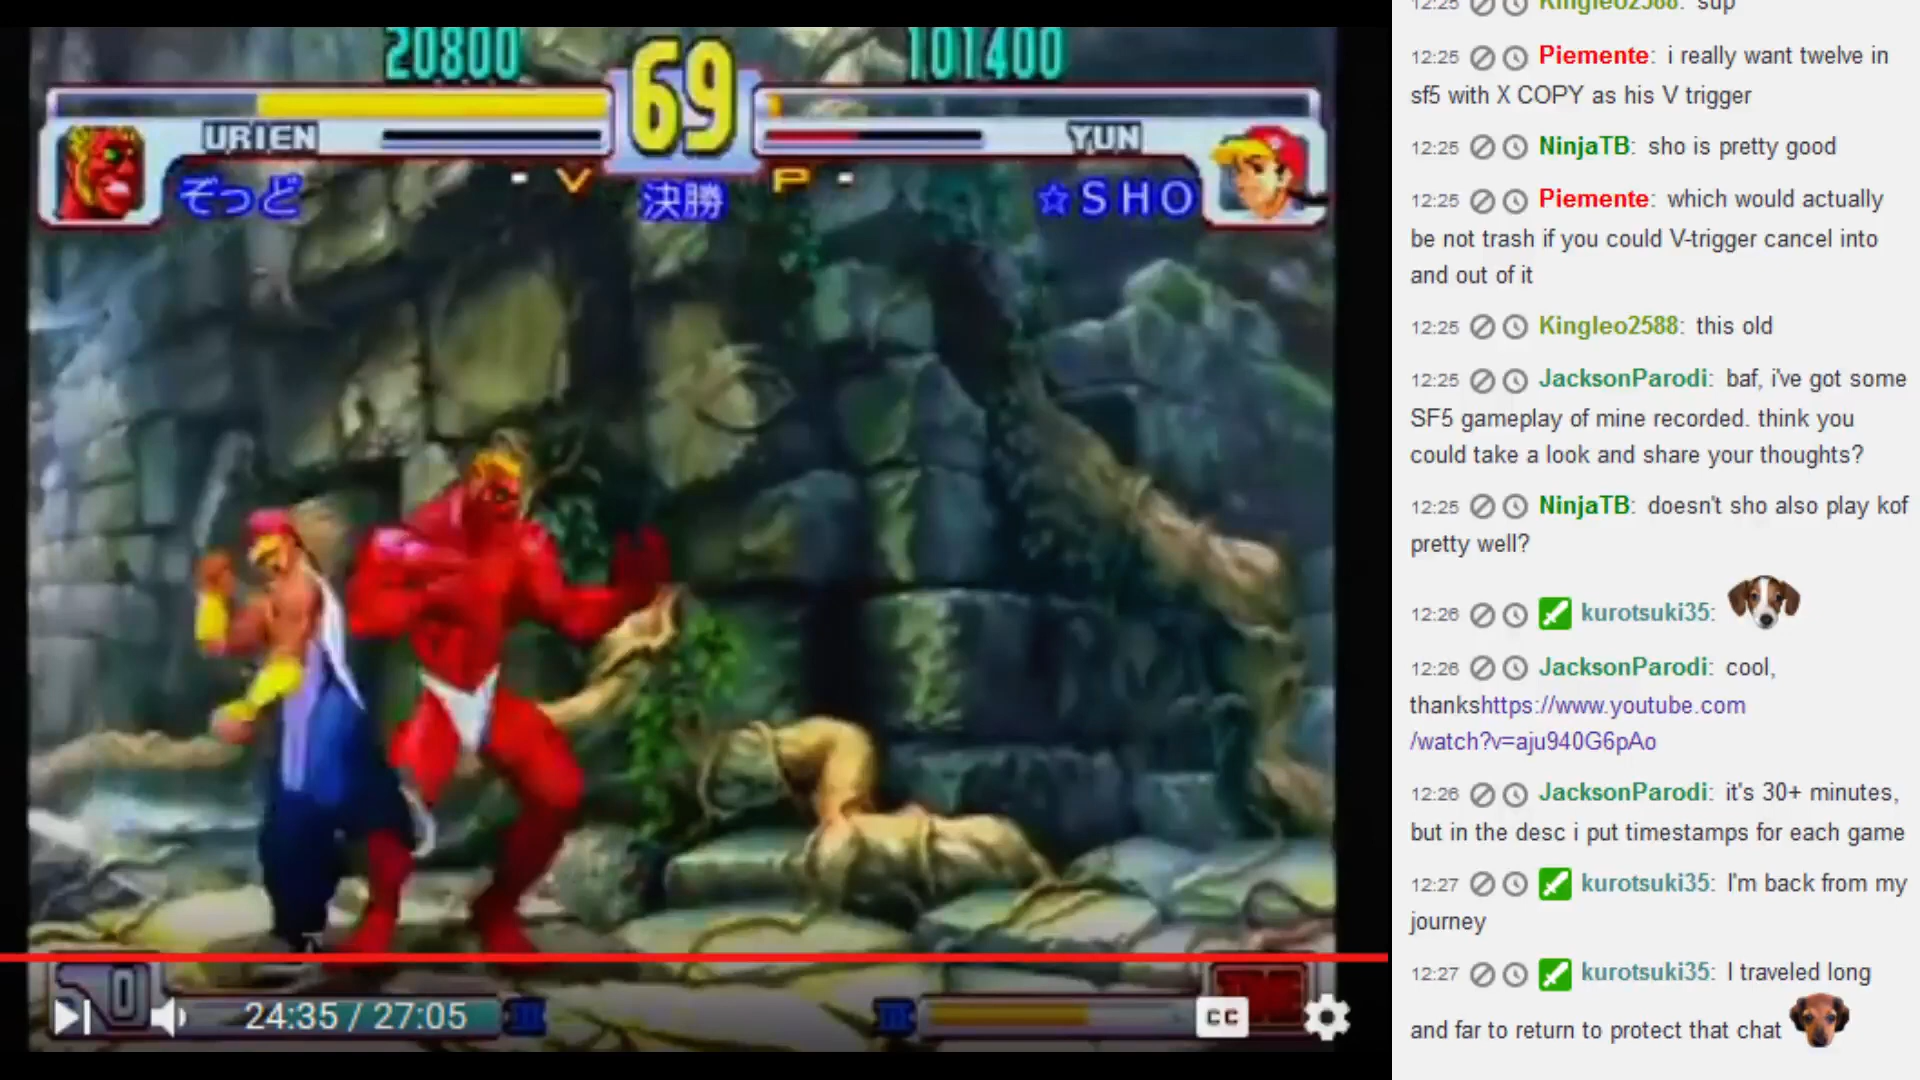 20800
69
101400
URIEN
YUN
ぞっど
V
決勝
P
☆SHO
24:35 / 27:05
III
III
CC
12:25 Kingleo2588: sup
12:25 Piemente: i really want twelve in
sf5 with X COPY as his V trigger
12:25 NinjaTB: sho is pretty good
12:25 Piemente: which would actually
be not trash if you could V-trigger cancel into
and out of it
12:25 Kingleo2588: this old
12:25 JacksonParodi: baf, i've got some
SF5 gameplay of mine recorded. think you
could take a look and share your thoughts?
12:25 NinjaTB: doesn't sho also play kof
pretty well?
12:26 kurotsuki35:
12:26 JacksonParodi: cool,
thankshttps://www.youtube.com
/watch?v=aju940G6pAo
12:26 JacksonParodi: it's 30+ minutes,
but in the desc i put timestamps for each game
12:27 kurotsuki35: I'm back from my
journey
12:27 kurotsuki35: I traveled long
and far to return to protect that chat